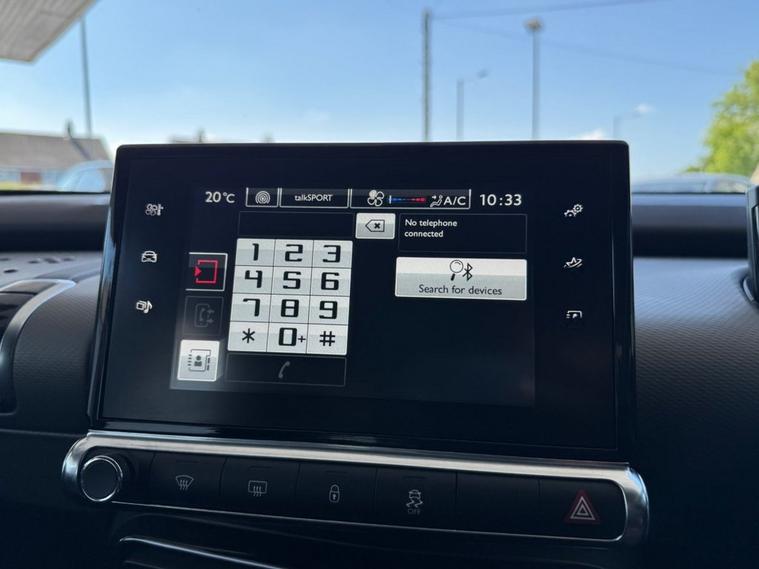 20°C
talkSPORT
A/C
10:33
No telephone
connected
1 2 3
4 5 6
7 8 9
* 0+ #
Search for devices
OFF